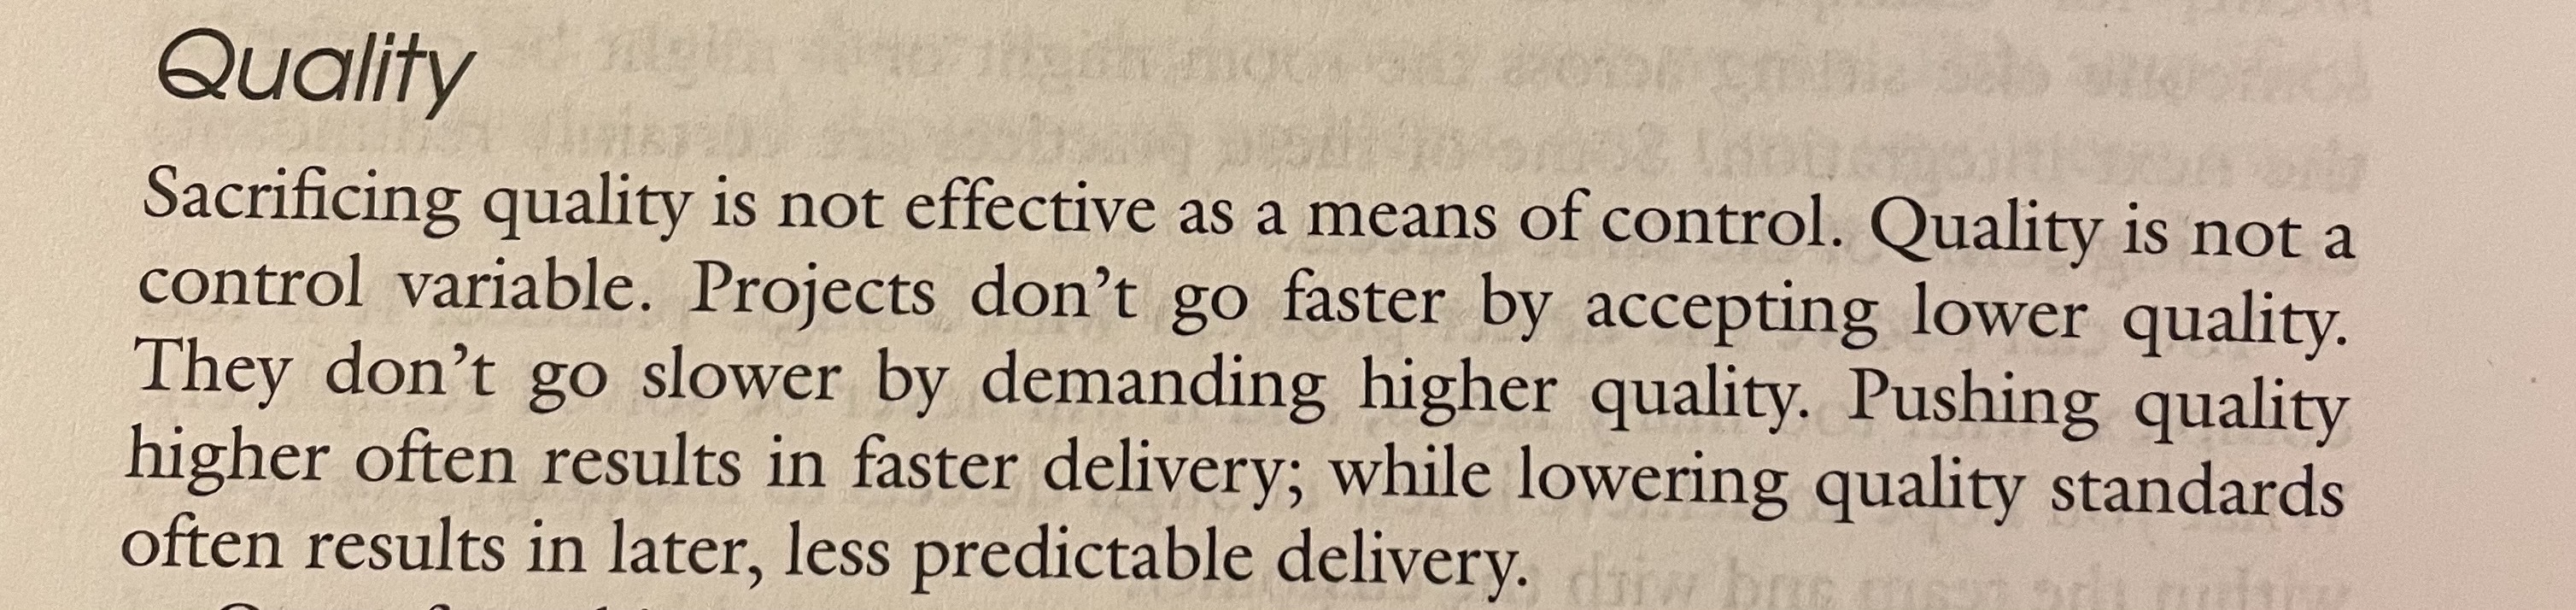 Quality
Sacrificing quality is not effective as a means of control. Quality is not a
control variable. Projects don’t go faster by accepting lower quality.
They don’t go slower by demanding higher quality. Pushing quality
higher often results in faster delivery; while lowering quality standards
often results in later, less predictable delivery.